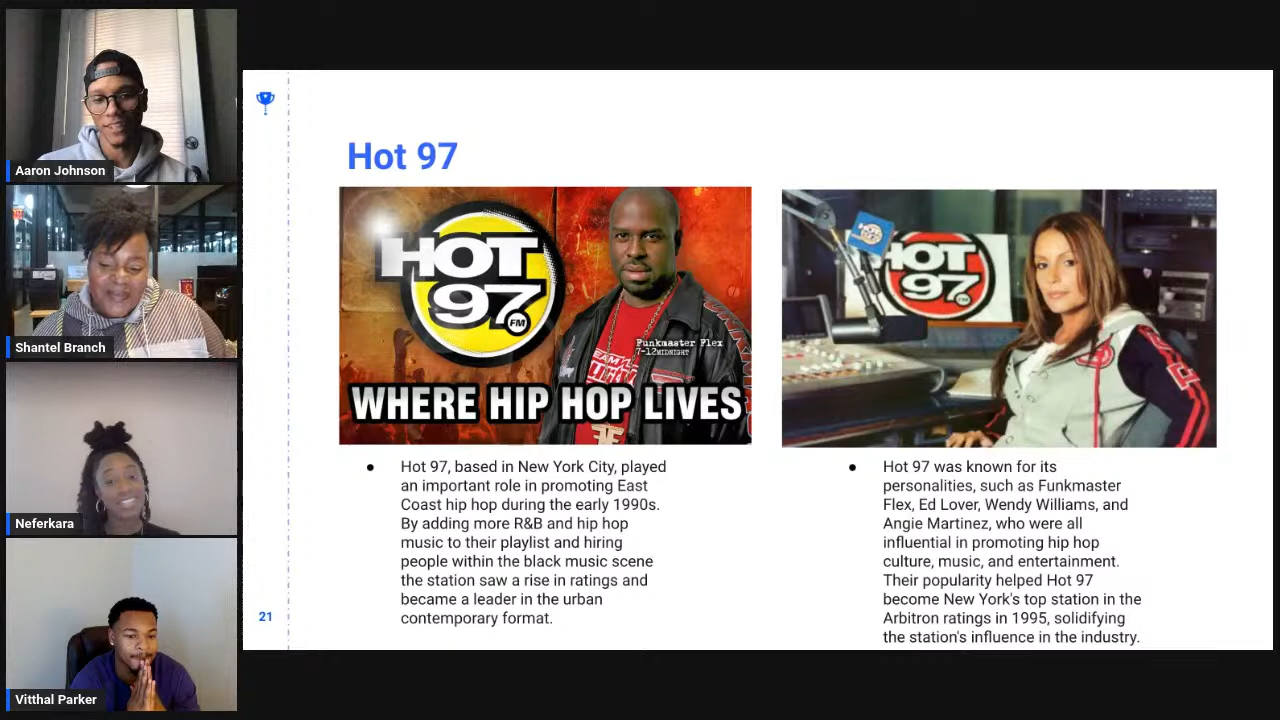 Aaron Johnson
Shantel Branch
Neferkara
Vitthal Parker
Hot 97
HOT
97
FM
Funkmaster Flex
7-12MIDNIGHT
WHERE HIP HOP LIVES
HOT
97
Hot 97, based in New York City, played
an important role in promoting East
Coast hip hop during the early 1990s.
By adding more R&B and hip hop
music to their playlist and hiring
people within the black music scene
the station saw a rise in ratings and
became a leader in the urban
contemporary format.
Hot 97 was known for its
personalities, such as Funkmaster
Flex, Ed Lover, Wendy Williams, and
Angie Martinez, who were all
influential in promoting hip hop
culture, music, and entertainment.
Their popularity helped Hot 97
become New York's top station in the
Arbitron ratings in 1995, solidifying
the station's influence in the industry.
21